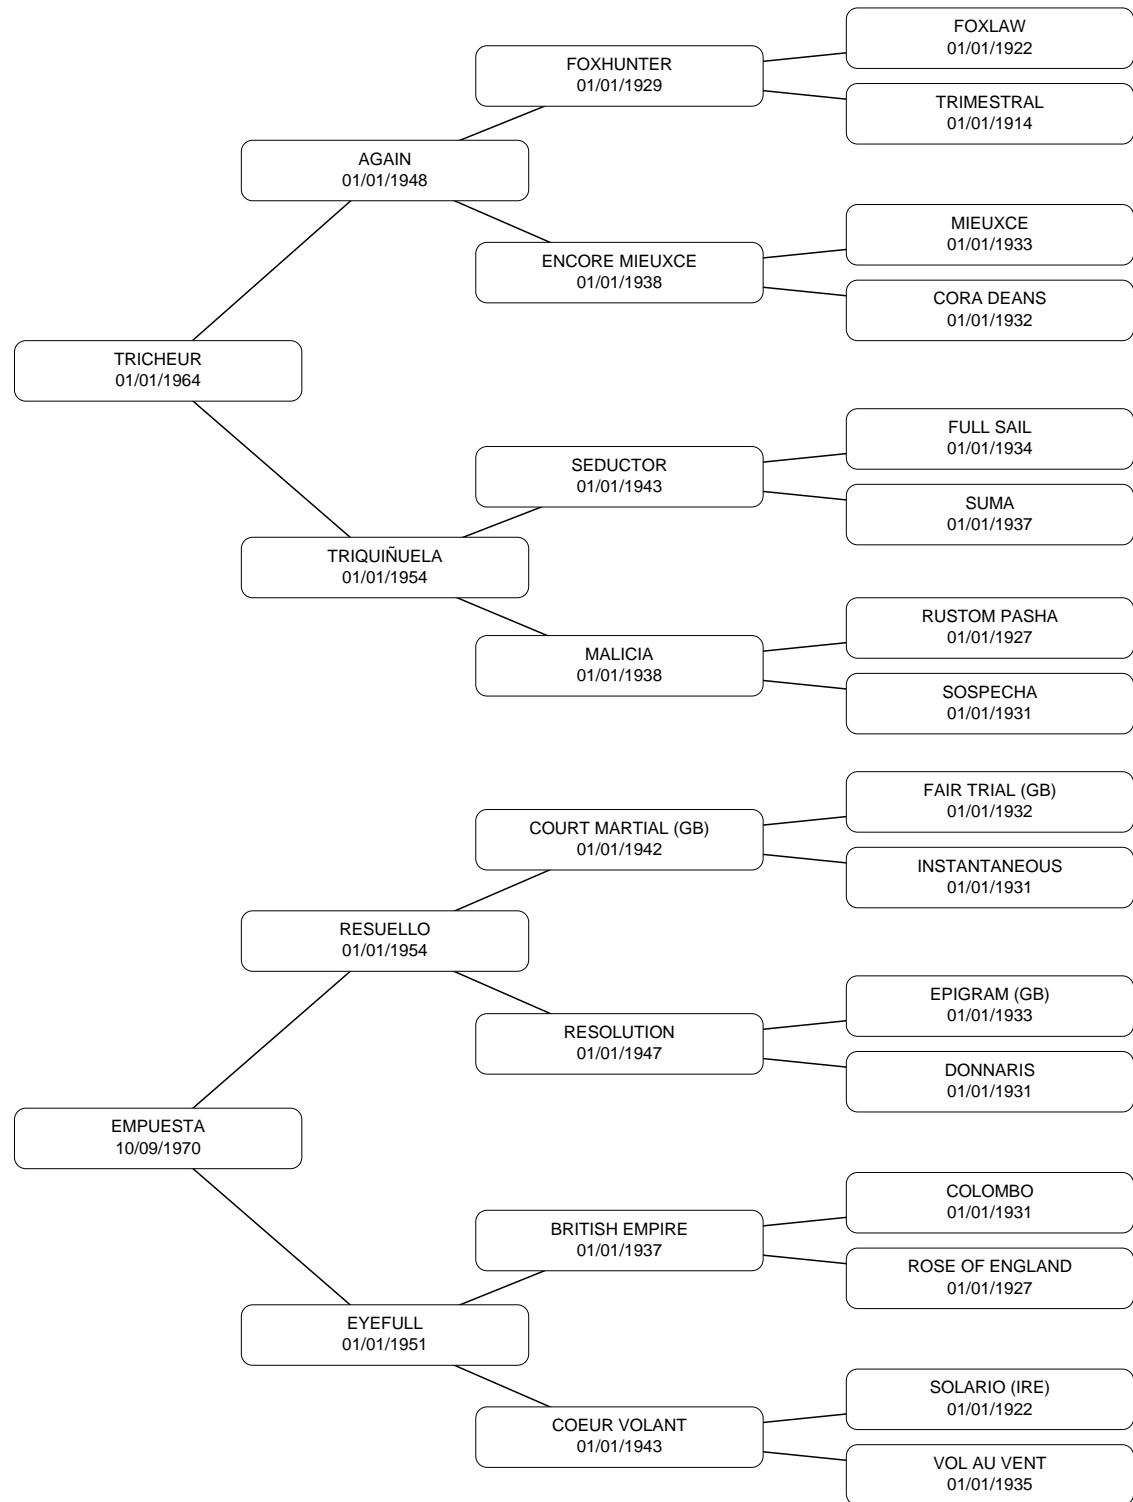 FOXLAW
01/01/1922
FOXHUNTER
01/01/1929
TRIMESTRAL
01/01/1914
AGAIN
01/01/1948
MIEUXCE
01/01/1933
ENCORE MIEUXCE
01/01/1938
CORA DEANS
01/01/1932
TRICHEUR
01/01/1964
FULL SAIL
01/01/1934
SEDUCTOR
01/01/1943
SUMA
01/01/1937
TRIQUIÑUELA
01/01/1954
RUSTOM PASHA
01/01/1927
MALICIA
01/01/1938
SOSPECHA
01/01/1931
FAIR TRIAL (GB)
01/01/1932
COURT MARTIAL (GB)
01/01/1942
INSTANTANEOUS
01/01/1931
RESUELLO
01/01/1954
EPIGRAM (GB)
01/01/1933
RESOLUTION
01/01/1947
DONNARIS
01/01/1931
EMPUESTA
10/09/1970
COLOMBO
01/01/1931
BRITISH EMPIRE
01/01/1937
ROSE OF ENGLAND
01/01/1927
EYEFULL
01/01/1951
SOLARIO (IRE)
01/01/1922
COEUR VOLANT
01/01/1943
VOL AU VENT
01/01/1935